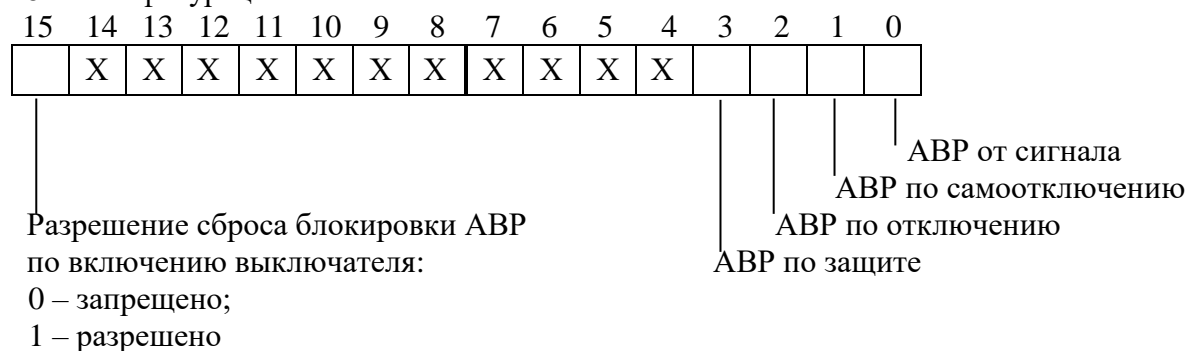 15 14 13 12 11 10 9 8 7 6 5 4 3 2 1 0
X X X X X X X X X X X
АВР от сигнала
АВР по самоотключению
Разрешение сброса блокировки АВР
АВР по отключению
по включению выключателя:
АВР по защите
0 – запрещено;
1 – разрешено